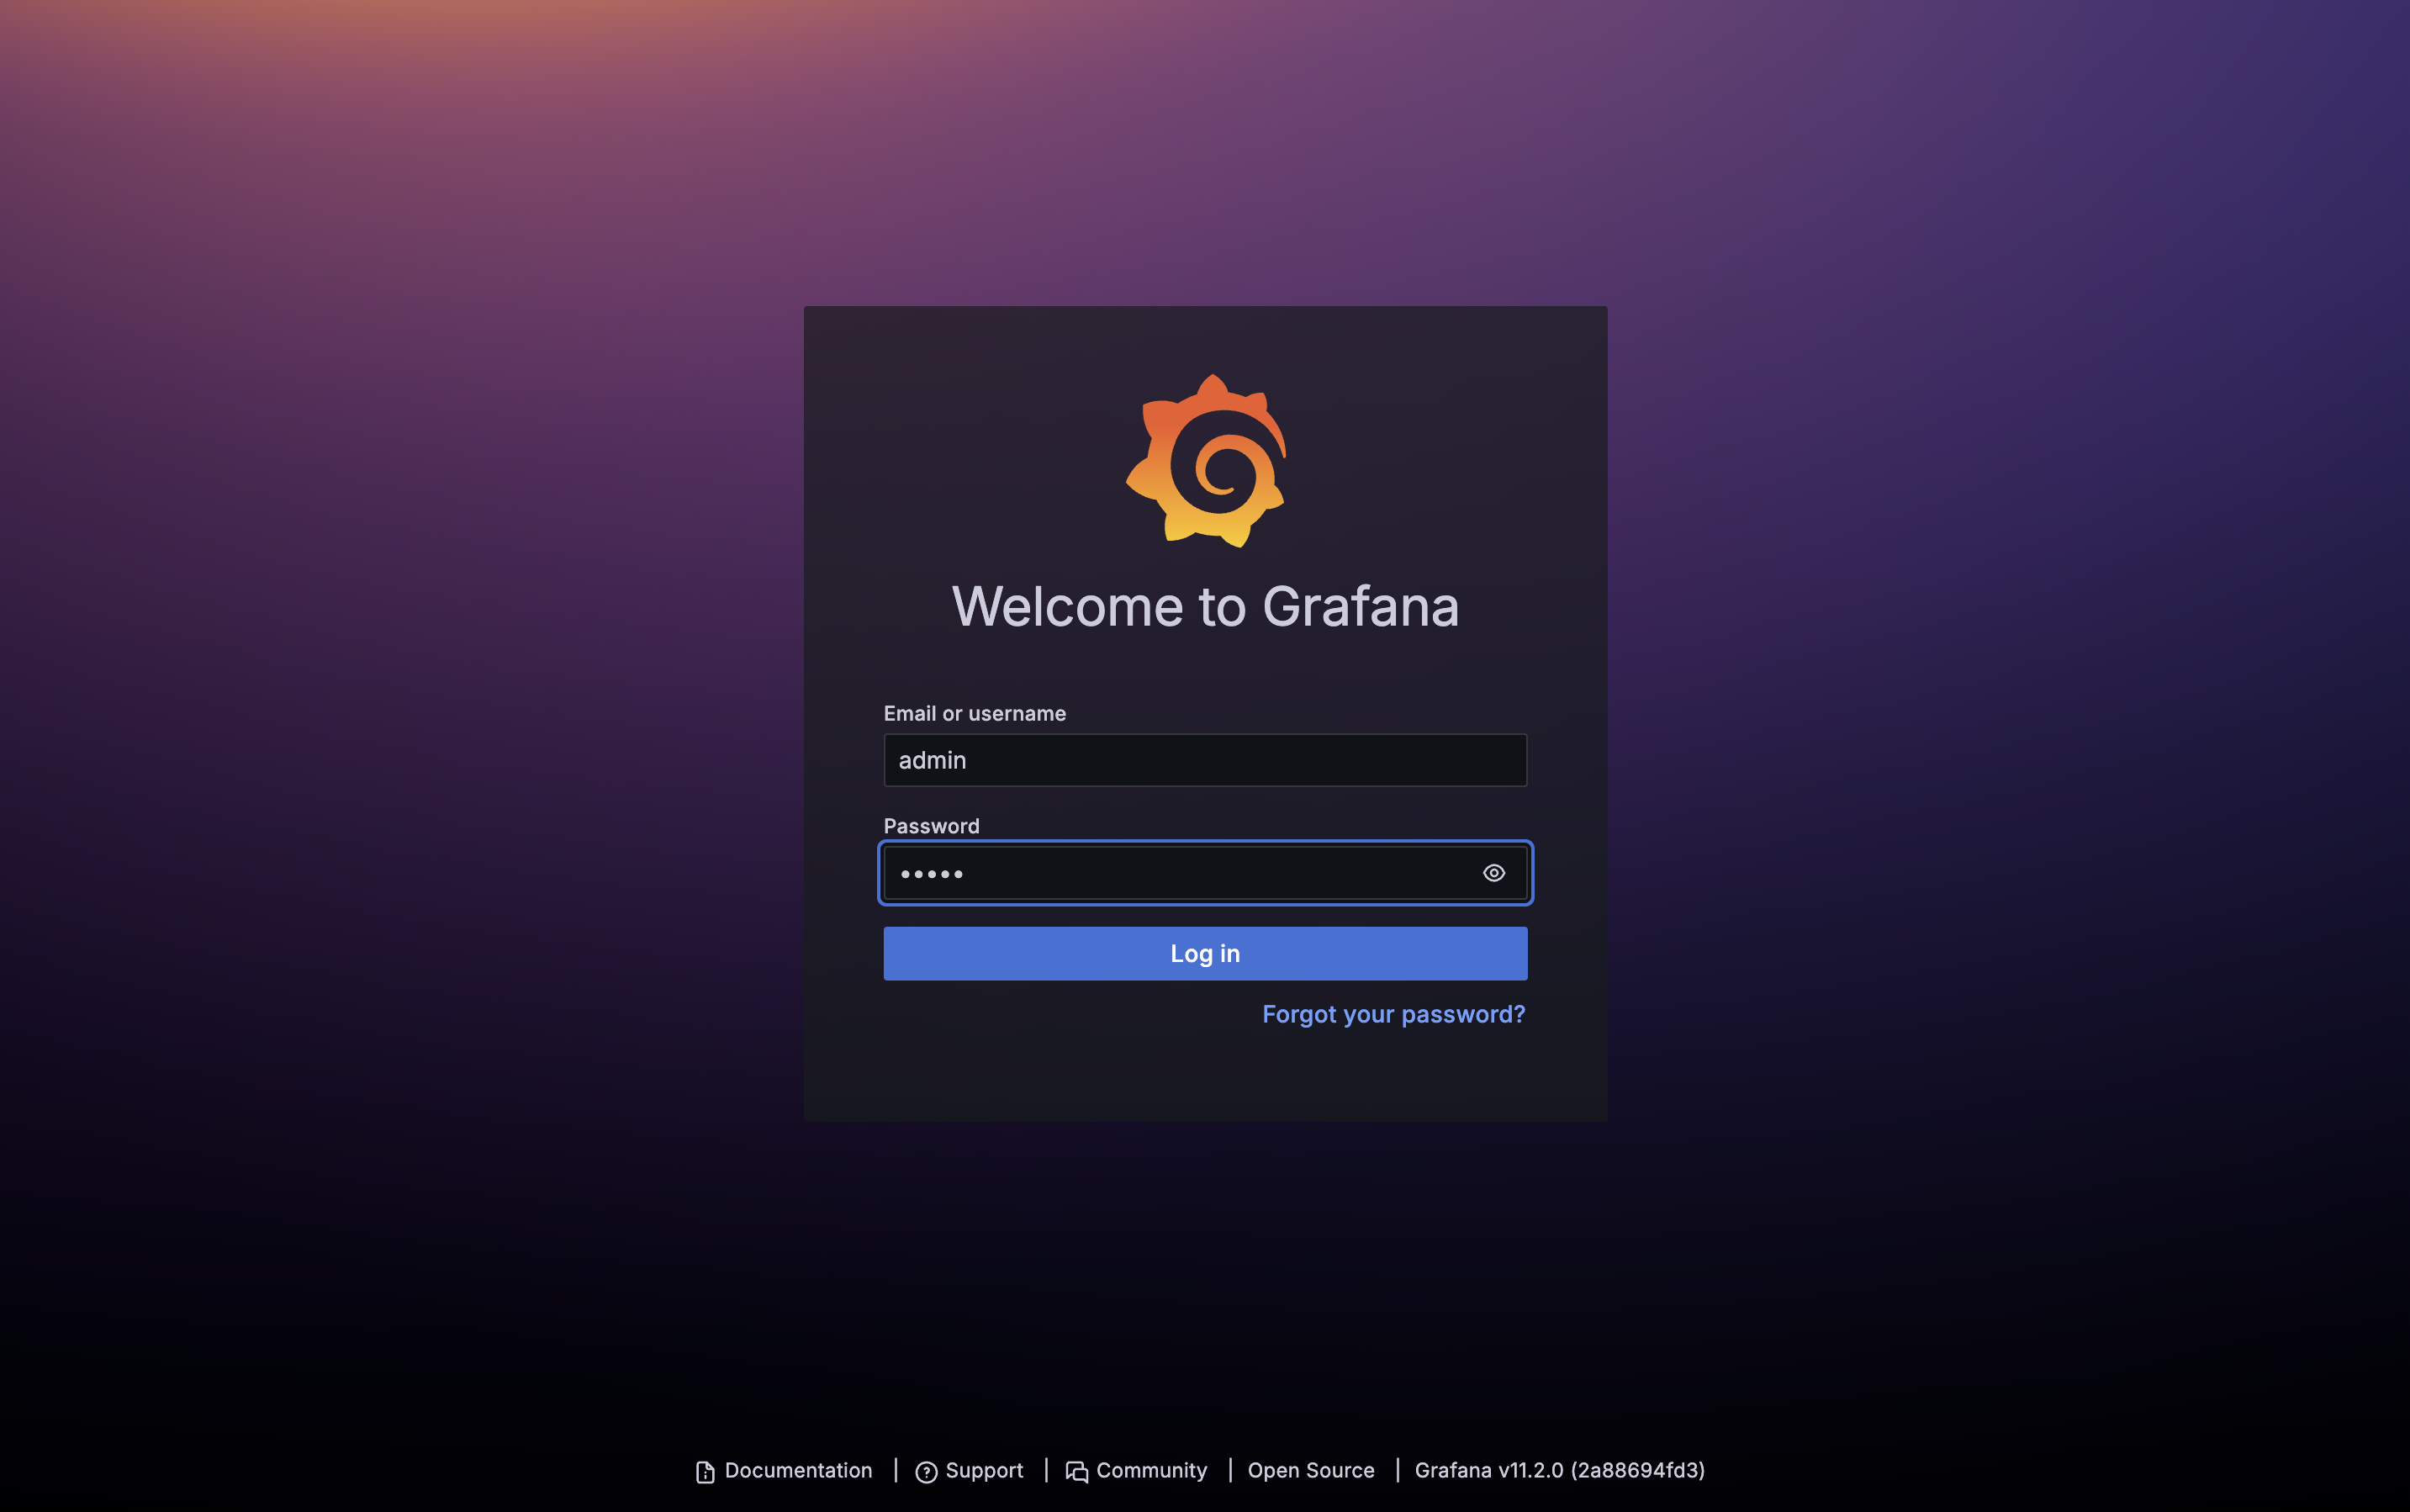 Welcome to Grafana
Email or username
admin
Password
•••••
Log in
Forgot your password?
Documentation | Support | Community | Open Source | Grafana v11.2.0 (2a88694fd3)